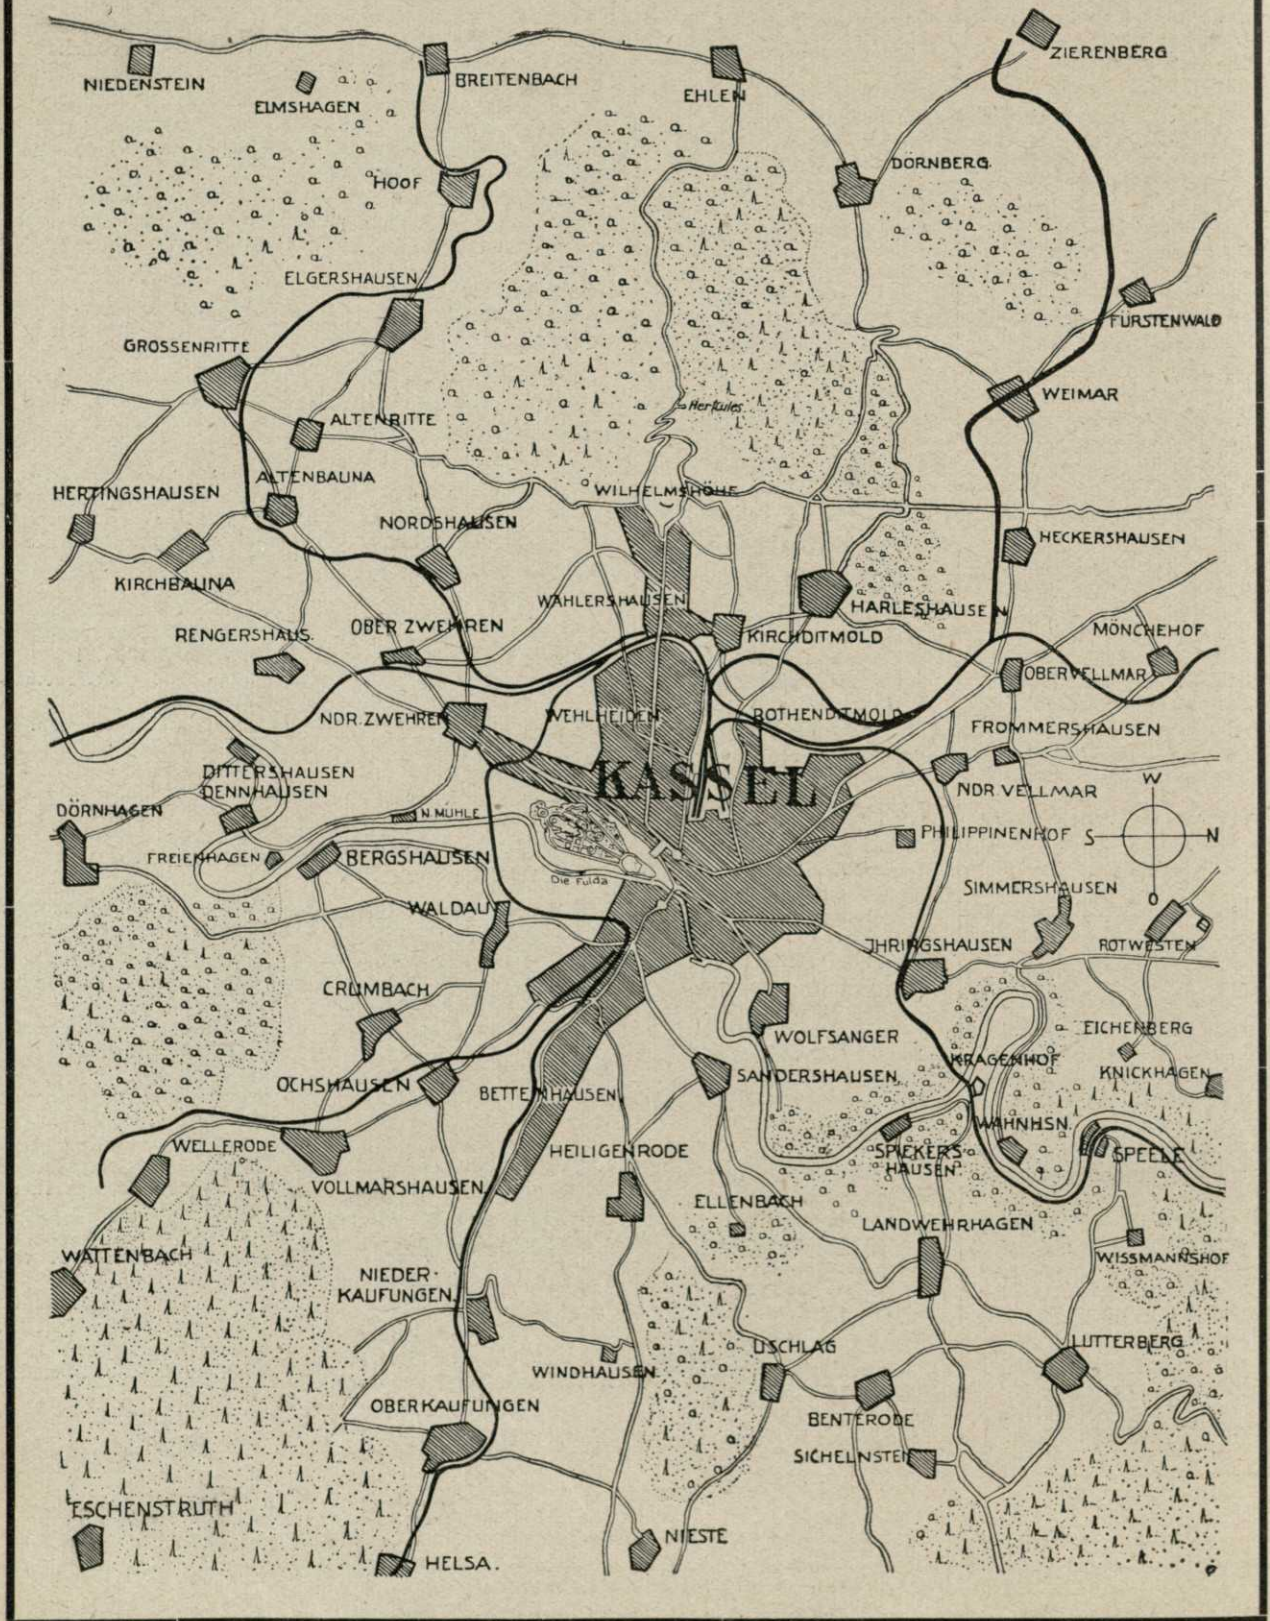 ZIERENBERG
NIEDENSTEIN
BREITENBACH
EHLEN
ELMSHAGEN
DÖRNBERG
HOOF
ELGERSHAUSEN
FÜRSTENWALD
GROSSENRITTE
WEIMAR
Herkules
ALTENRITTE
ALTENBAUNA
HERTINGSHAUSEN
WILHELMSHÖHE
NORDSHAUSEN
HECKERSHAUSEN
KIRCHBAUNA
WAHLERSHAUSEN
HARLESHAUSEN
RENGERSHAUS.
OBER ZWEHREN
KIRCHDITMOLD
MÖNCHEHOF
OBERVELLMAR
NDR. ZWEHREN
WEHLHEIDEN
ROTHENDITMOLD
FROMMERSHAUSEN
DITTERSHAUSEN
DENNHAUSEN
KASSEL
NDR. VELLMAR
W
DÖRNHAGEN
N. MÜHLE
PHILIPPINENHOF
S
N
FREIENHAGEN
BERGSHAUSEN
Die Fulda
SIMMERSHAUSEN
O
WALDAU
JHRINGSHAUSEN
ROTWESTEN
CRUMBACH
WOLFSANGER
EICHENBERG
KRAGENHOF
OCHSHAUSEN
BETTENHAUSEN
SANDERSHAUSEN
KNICKHAGEN
WELLERODE
HEILIGENRODE
WAHNHSN.
SPIEKERS-
HAUSEN
SPEELE
VOLLMARSHAUSEN
ELLENBACH
LANDWEHRHAGEN
WATTENBACH
WISSMANNSHOF
NIEDER-
KAUFUNGEN
USCHLAG
LUTTERBERG
WINDHAUSEN
OBERKAUFUNGEN
BENTERODE
SICHELNSTEIN
ESCHENSTRUTH
NIESTE
HELSA.